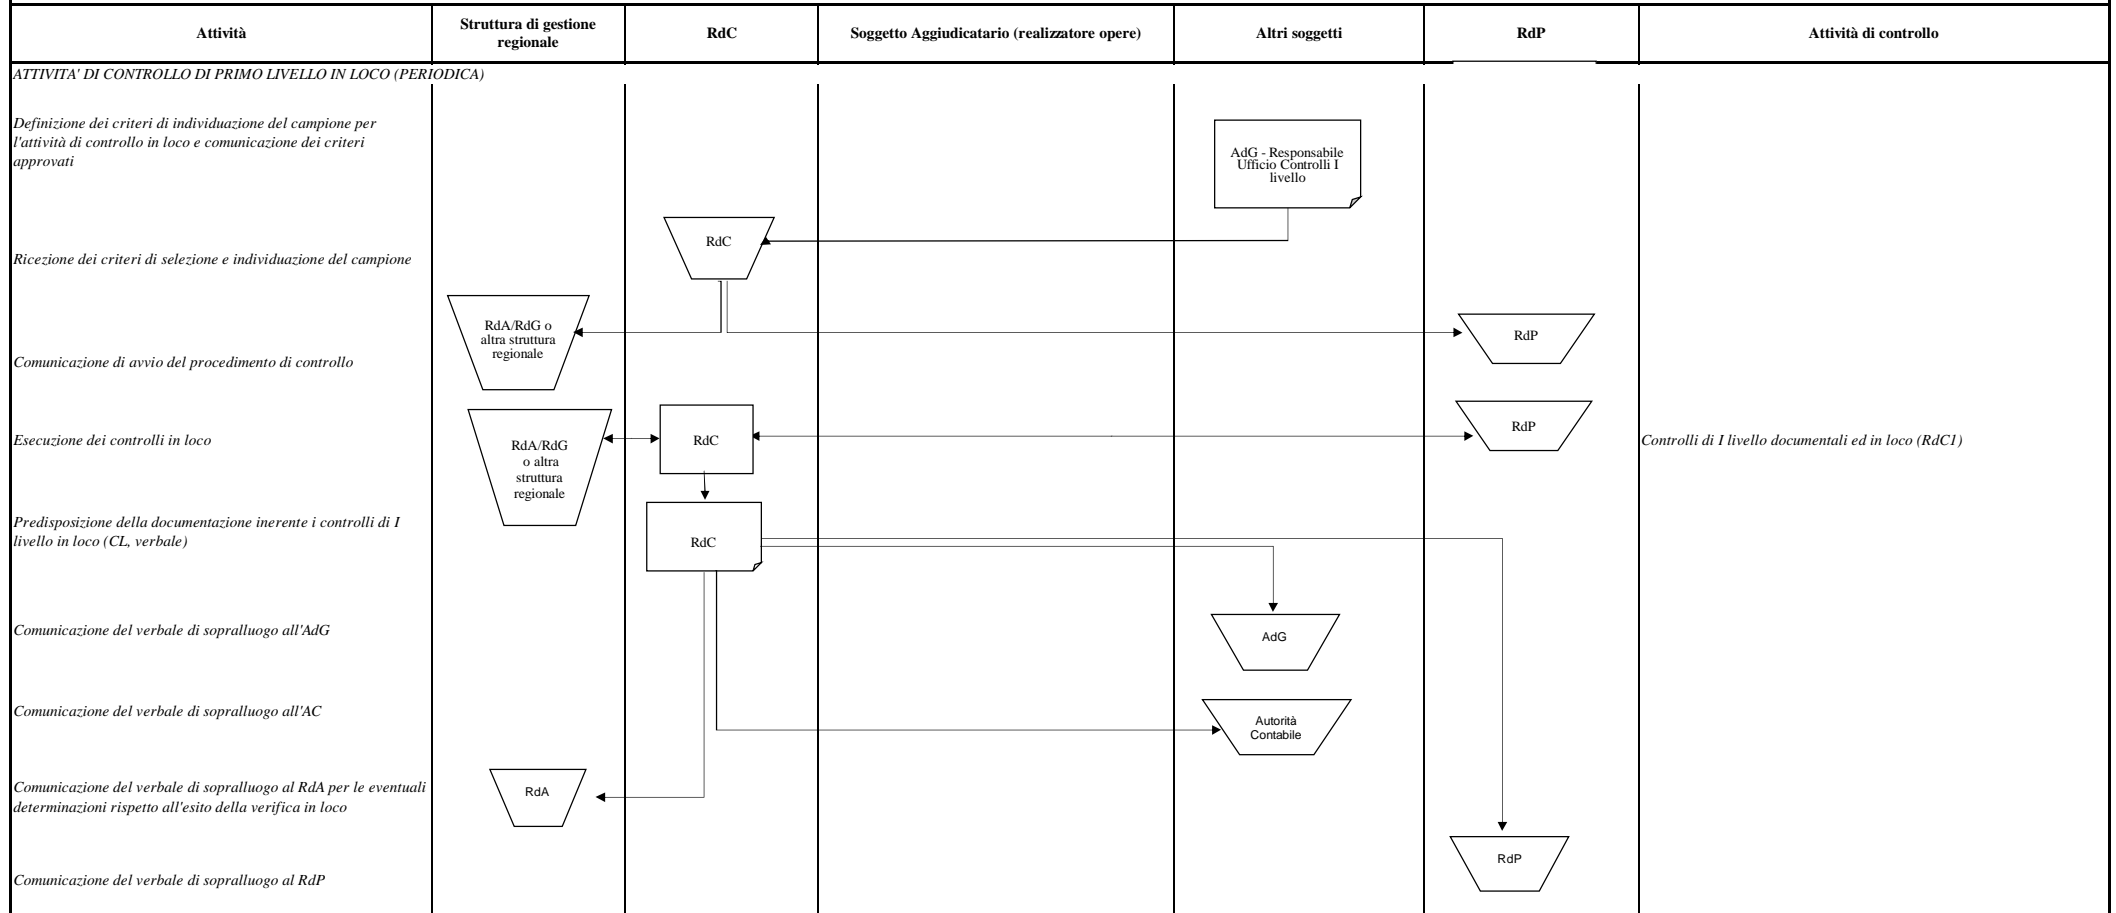 Attività
Struttura di gestione
regionale
RdC
Soggetto Aggiudicatario (realizzatore opere)
Altri soggetti
RdP
Attività di controllo
ATTIVITA' DI CONTROLLO DI PRIMO LIVELLO IN LOCO (PERIODICA)
Definizione dei criteri di individuazione del campione per
l'attività di controllo in loco e comunicazione dei criteri
approvati
AdG - Responsabile
Ufficio Controlli I
livello
Ricezione dei criteri di selezione e individuazione del campione
RdC
Comunicazione di avvio del procedimento di controllo
RdA/RdG o
altra struttura
regionale
RdP
Esecuzione dei controlli in loco
RdA/RdG
o altra
struttura
regionale
RdC
RdP
Controlli di I livello documentali ed in loco (RdC1)
Predisposizione della documentazione inerente i controlli di I
livello in loco (CL, verbale)
RdC
Comunicazione del verbale di sopralluogo all'AdG
AdG
Comunicazione del verbale di sopralluogo all'AC
Autorità
Contabile
Comunicazione del verbale di sopralluogo al RdA per le eventuali
determinazioni rispetto all'esito della verifica in loco
RdA
Comunicazione del verbale di sopralluogo al RdP
RdP